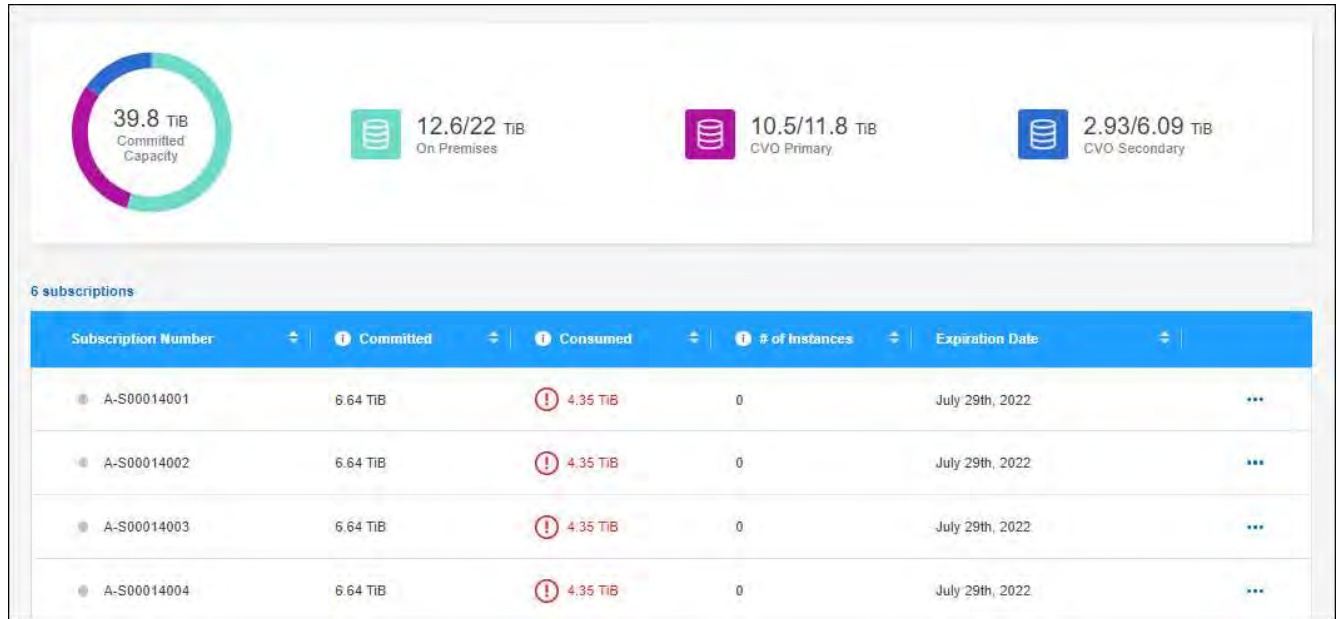 39.8 TiB
Committed
Capacity
12.6/22 TiB
On Premises
10.5/11.8 TiB
CVO Primary
2.93/6.09 TiB
CVO Secondary
6 subscriptions
Subscription Number Committed Consumed # of Instances Expiration Date
A-S00014001 6.64 TiB 4.35 TiB 0 July 29th, 2022
A-S00014002 6.64 TiB 4.35 TiB 0 July 29th, 2022
A-S00014003 6.64 TiB 4.35 TiB 0 July 29th, 2022
A-S00014004 6.64 TiB 4.35 TiB 0 July 29th, 2022